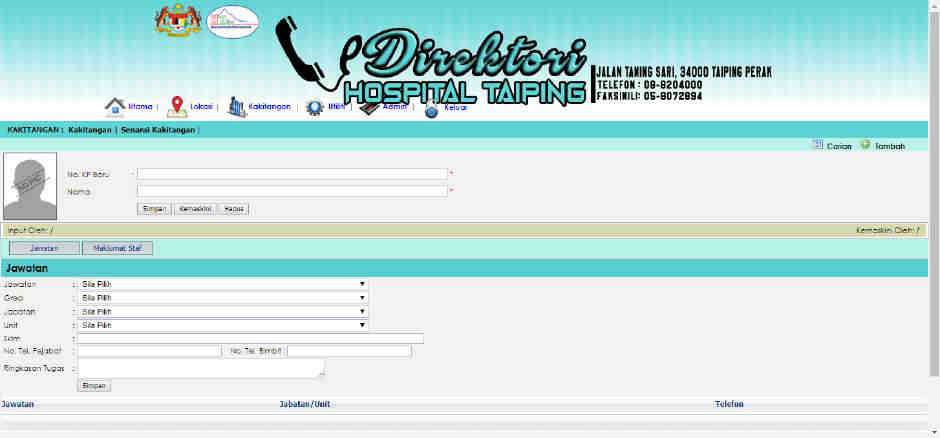 Direktori
HOSPITAL TAIPING
JALAN TAMING SARI, 34000 TAIPING PERAK
TELEFON : 08-8204000
FAKSIMILI: 05-8072894
Utama | Lokasi | Kakitangan | Utiliti | Admin | Keluar
KAKITANGAN : Kakitangan | Senarai Kakitangan |
Carian Tambah
No. KP Baru : *
Nama *
Simpan Kemaskini Hapus
Input Oleh: / Kemaskini Oleh: /
Jawatan Maklumat Staf
Jawatan
Jawatan : Sila Pilih
Gred : Sila Pilih
Jabatan : Sila Pilih
Unit : Sila Pilih
:
No. Tel. Pejabat : No. Tel. Bimbit :
Ringkasan Tugas :
Simpan
Jawatan Jabatan/Unit Telefon